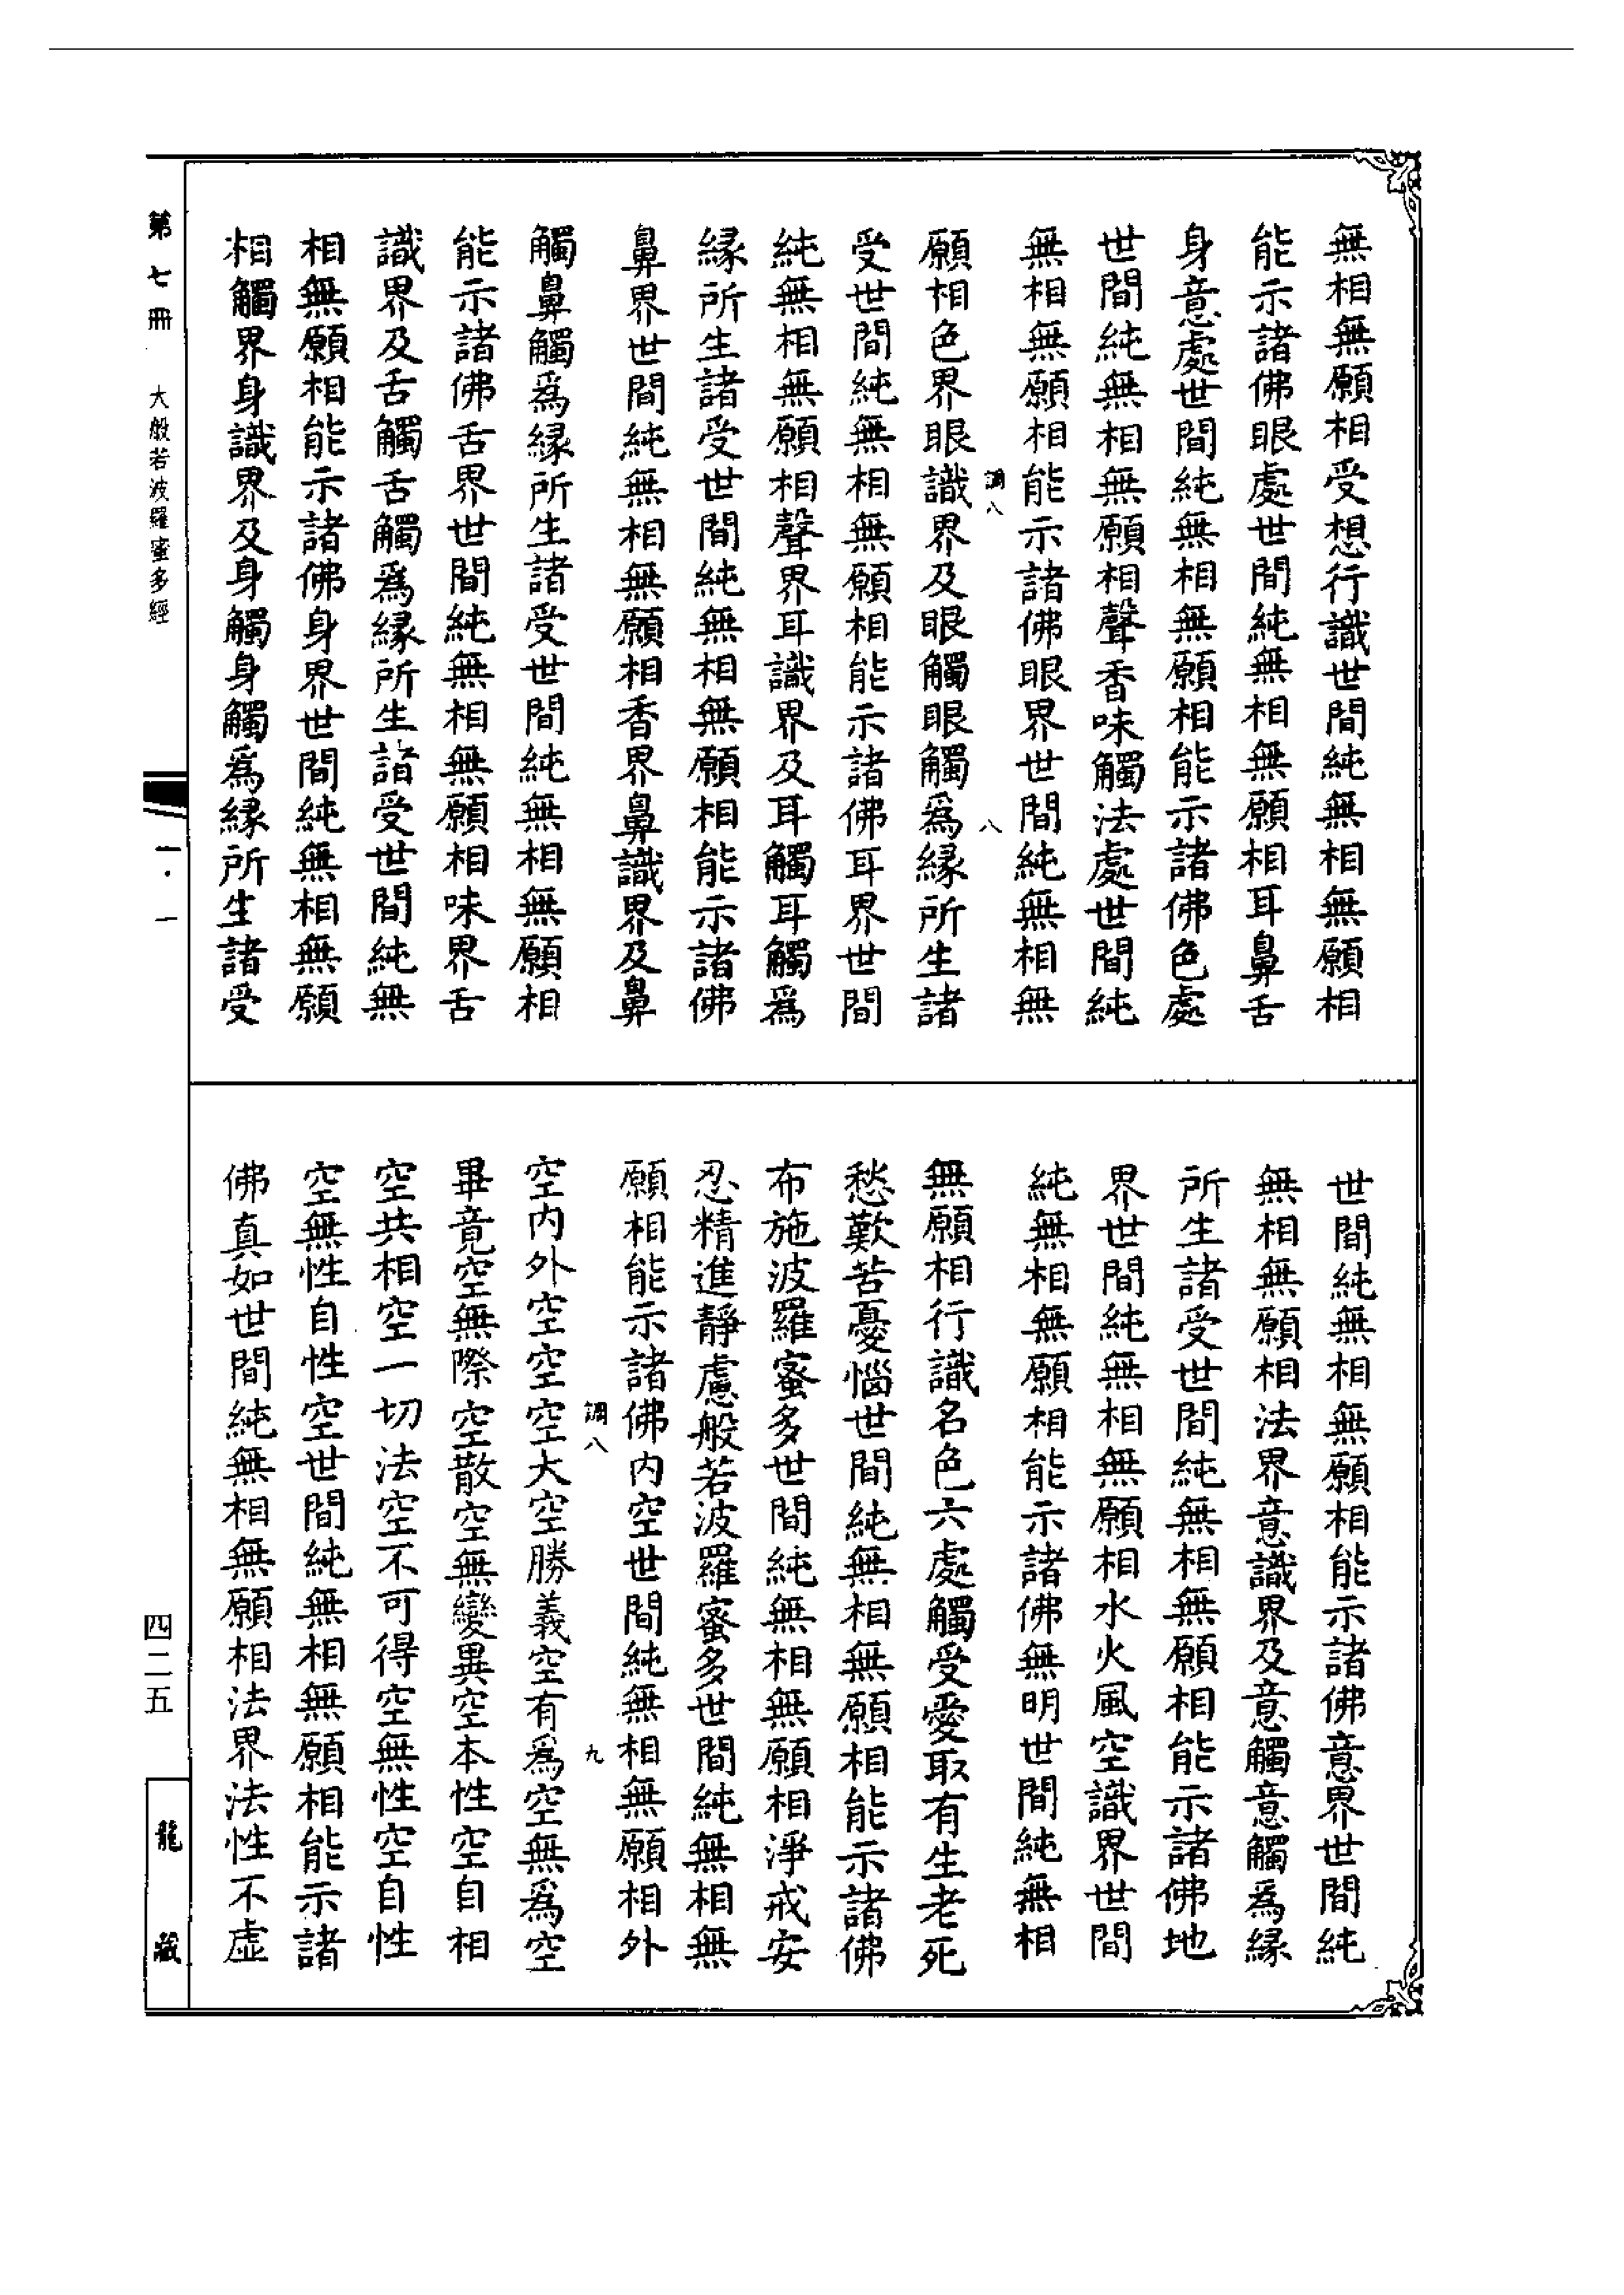 無相無願相受想行識世間純無相無願相
能示諸佛眼處世間純無相無願相耳鼻舌
身意處世間純無相無願相能示諸佛色處
世間純無相無願相聲香味觸法處世間純
無相無願相能示諸佛眼界世間純無相無
調八
八
願相色界眼識界及眼觸眼觸為緣所生諸
受世間純無相無願相能示諸佛耳界世間
純無相無願相聲界耳識界及耳觸耳觸為
緣所生諸受世間純無相無願相能示諸佛
鼻界世間純無相無願相香界鼻識界及鼻
觸鼻觸為緣所生諸受世間純無相無願相
能示諸佛舌界世間純無相無願相味界舌
識界及舌觸舌觸為緣所生諸受世間純無
相無願相能示諸佛身界世間純無相無願
相觸界身識界及身觸身觸為緣所生諸受
世間純無相無願相能示諸佛意界世間純
無相無願相法界意識界及意觸意觸為緣
所生諸受世間純無相無願相能示諸佛地
界世間純無相無願相水火風空識界世間
純無相無願相能示諸佛無明世間純無相
無願相行識名色六處觸受愛取有生老死
愁歎苦憂惱世間純無相無願相能示諸佛
布施波羅蜜多世間純無相無願相淨戒安
忍精進靜慮般若波羅蜜多世間純無相無
願相能示諸佛內空世間純無相無願相外
調八
九
空內外空空空大空勝義空有為空無為空
畢竟空無際空散空無變異空本性空自相
空共相空一切法空不可得空無性空自性
空無性自性空世間純無相無願相能示諸
佛真如世間純無相無願相法界法性不虛
第七冊
大般若波羅蜜多經
一·一
四二五
龍藏